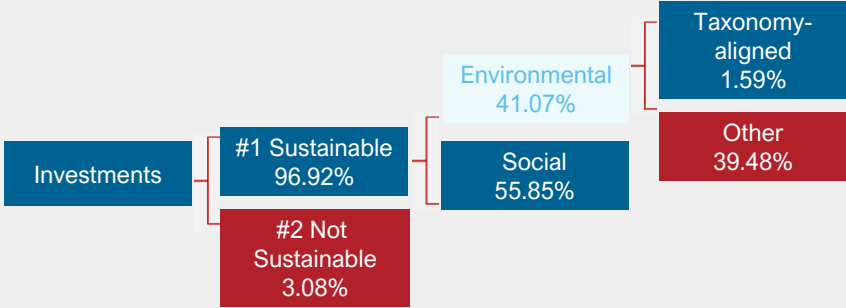 Investments
#1 Sustainable
96.92%
#2 Not
Sustainable
3.08%
Environmental
41.07%
Social
55.85%
Taxonomy-
aligned
1.59%
Other
39.48%